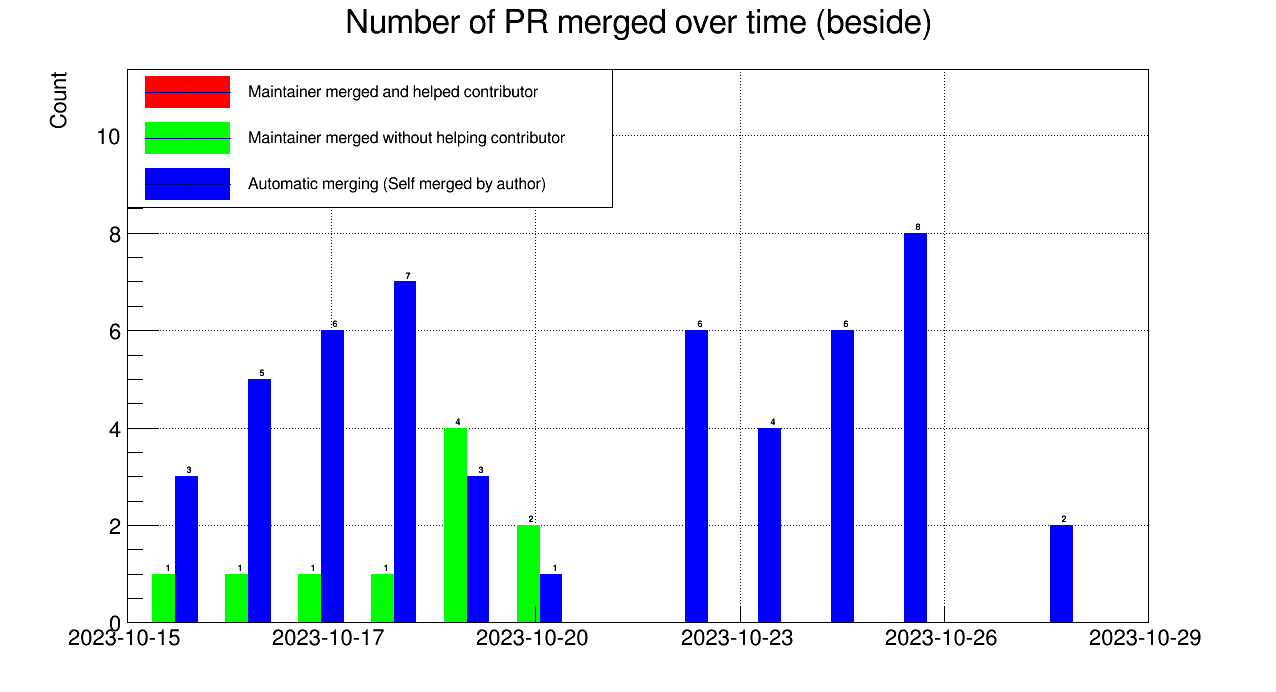 Number of PR merged over time (beside)
Count
Maintainer merged and helped contributor
Maintainer merged without helping contributor
Automatic merging (Self merged by author)
10
8
6
4
2
0
1 3 1 5 1 6 1 7 4 3 2 1 6 4 6 8 2
2023-10-15 2023-10-17 2023-10-20 2023-10-23 2023-10-26 2023-10-29